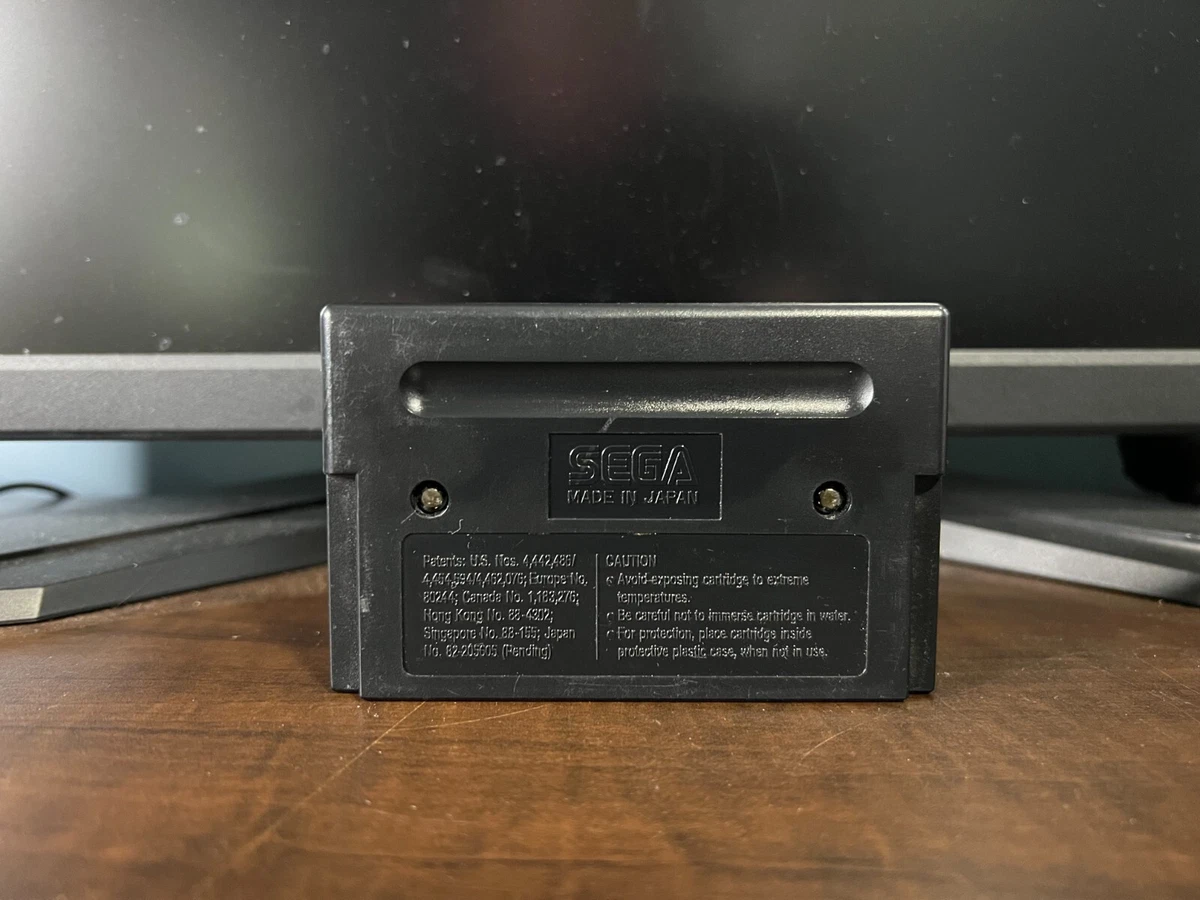 SEGA
MADE IN JAPAN
Patents: U.S. Nos. 4,442,486/
4,454,594/4,462,076; Europe No.
80244; Canada No. 1,183,276;
Hong Kong No. 88-4302;
Singapore No. 88-155; Japan
No. 82-205605 (Pending)
CAUTION
Avoid exposing cartridge to extreme
temperatures.
Be careful not to immerse cartridge in water.
For protection, place cartridge inside
protective plastic case, when not in use.